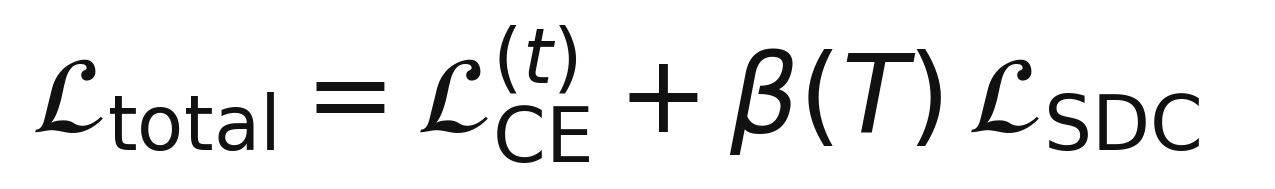 ℒ_total = ℒ_CE^(t) + β(T) ℒ_SDC